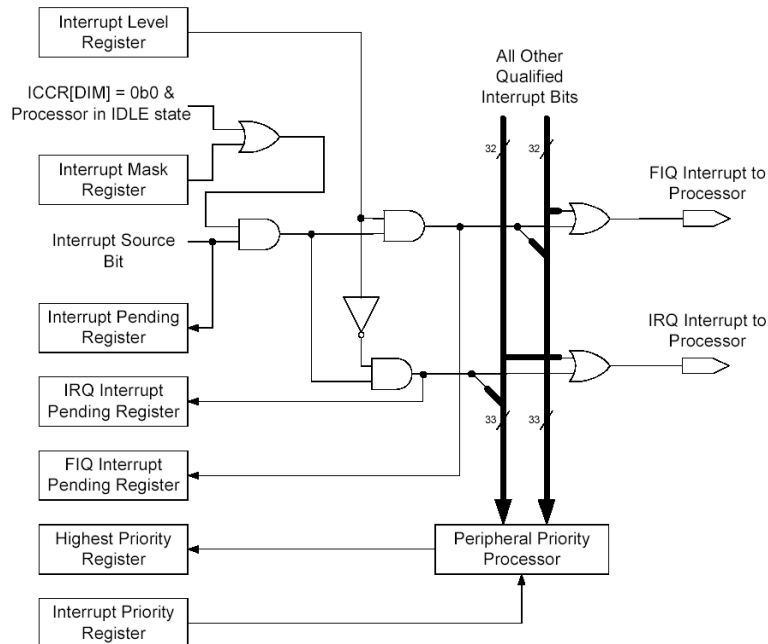 Interrupt Level
Register
All Other
Qualified
Interrupt Bits
ICCR[DIM] = 0b0 &
Processor in IDLE state
32
32
Interrupt Mask
Register
FIQ Interrupt to
Processor
Interrupt Source
Bit
Interrupt Pending
Register
IRQ Interrupt to
Processor
IRQ Interrupt
Pending Register
33
33
FIQ Interrupt
Pending Register
Highest Priority
Register
Peripheral Priority
Processor
Interrupt Priority
Register